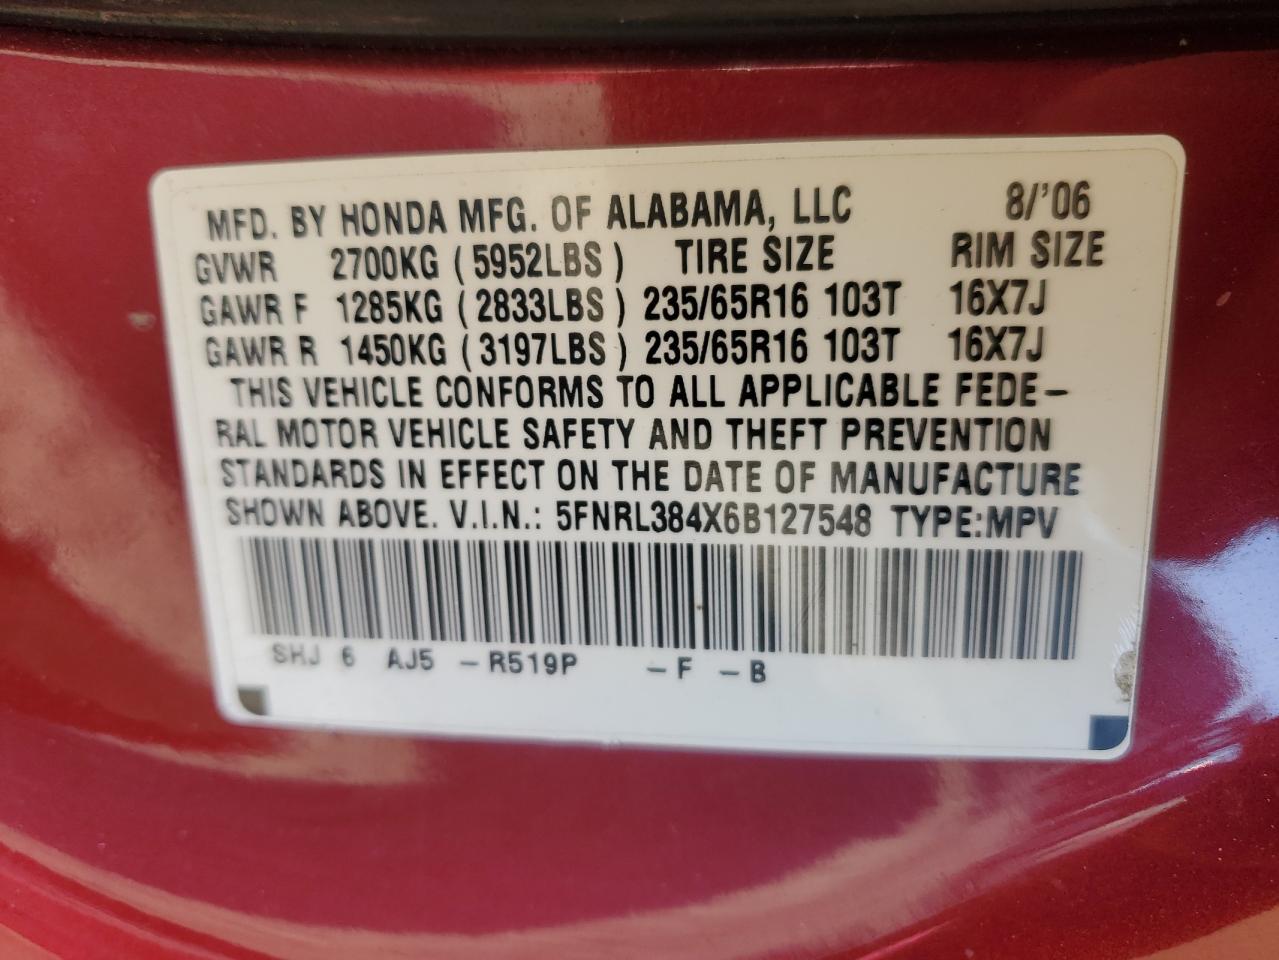 MFD. BY HONDA MFG. OF ALABAMA, LLC 8/'06
GVWR 2700KG (5952LBS) TIRE SIZE RIM SIZE
GAWR F 1285KG (2833LBS) 235/65R16 103T 16X7J
GAWR R 1450KG (3197LBS) 235/65R16 103T 16X7J
THIS VEHICLE CONFORMS TO ALL APPLICABLE FEDE-
RAL MOTOR VEHICLE SAFETY AND THEFT PREVENTION
STANDARDS IN EFFECT ON THE DATE OF MANUFACTURE
SHOWN ABOVE. V.I.N.: 5FNRL384X6B127548 TYPE:MPV
SHJ 6 AJ5 -R519P -F -B